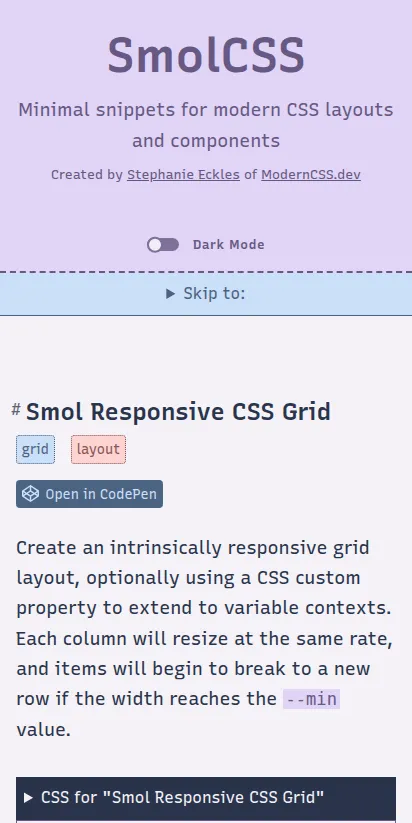 SmolCSS
Minimal snippets for modern CSS layouts
and components
Created by Stephanie Eckles of ModernCSS.dev
Dark Mode
▶ Skip to:
# Smol Responsive CSS Grid
grid layout
Open in CodePen
Create an intrinsically responsive grid
layout, optionally using a CSS custom
property to extend to variable contexts.
Each column will resize at the same rate,
and items will begin to break to a new
row if the width reaches the --min
value.
▶ CSS for "Smol Responsive CSS Grid"